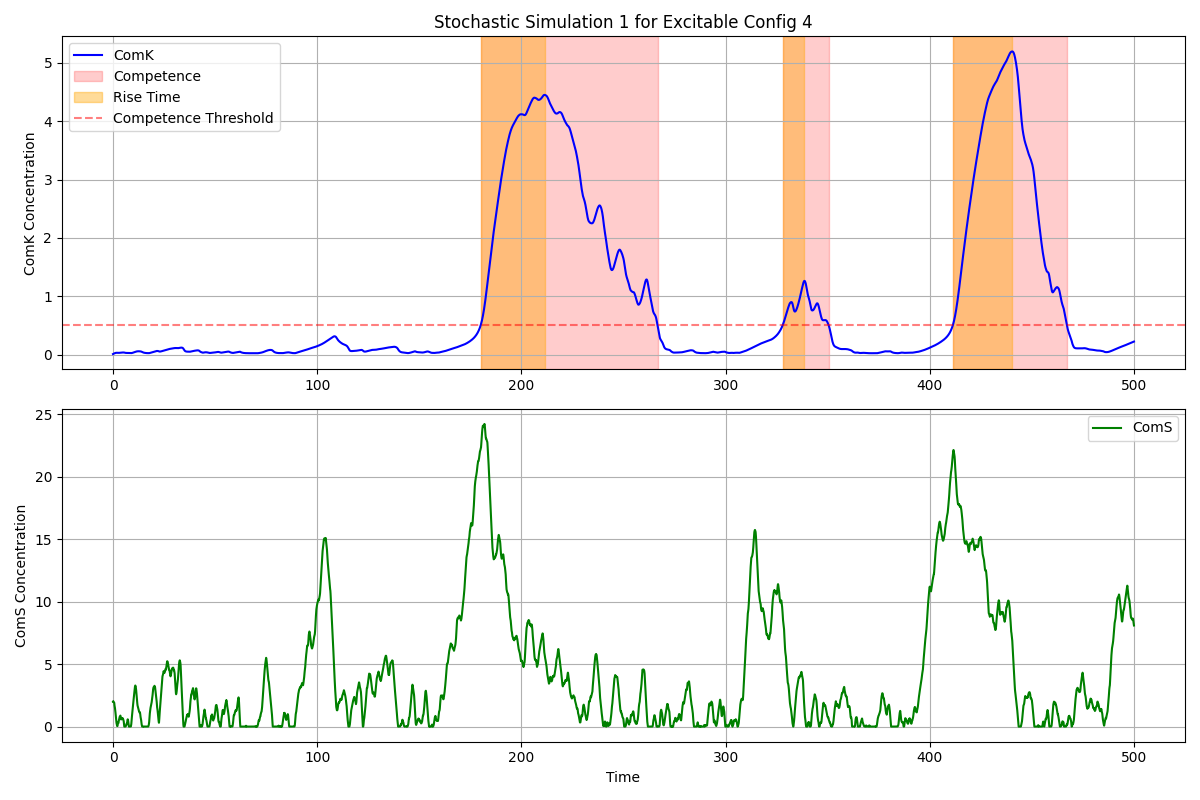 Stochastic Simulation 1 for Excitable Config 4
ComK Concentration
5
4
3
2
1
0
ComK
Competence
Rise Time
Competence Threshold
0 100 200 300 400 500
ComS Concentration
25
20
15
10
5
0
ComS
0 100 200 300 400 500
Time